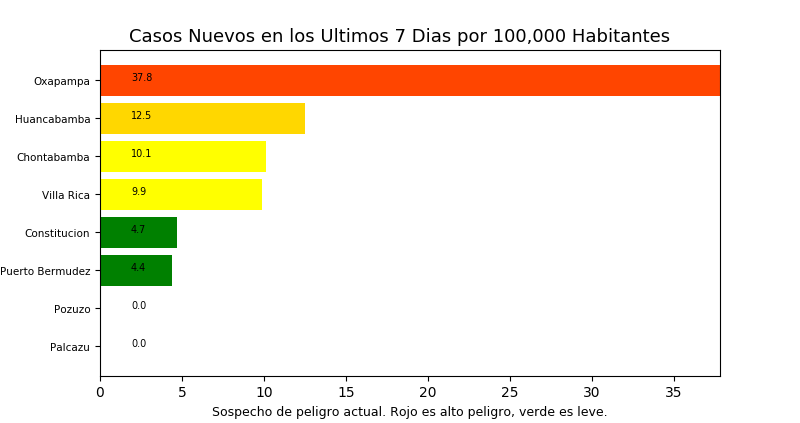 Casos Nuevos en los Ultimos 7 Dias por 100,000 Habitantes
Oxapampa 37.8
Huancabamba 12.5
Chontabamba 10.1
Villa Rica 9.9
Constitucion 4.7
Puerto Bermudez 4.4
Pozuzo 0.0
Palcazu 0.0
0 5 10 15 20 25 30 35
Sospecho de peligro actual. Rojo es alto peligro, verde es leve.